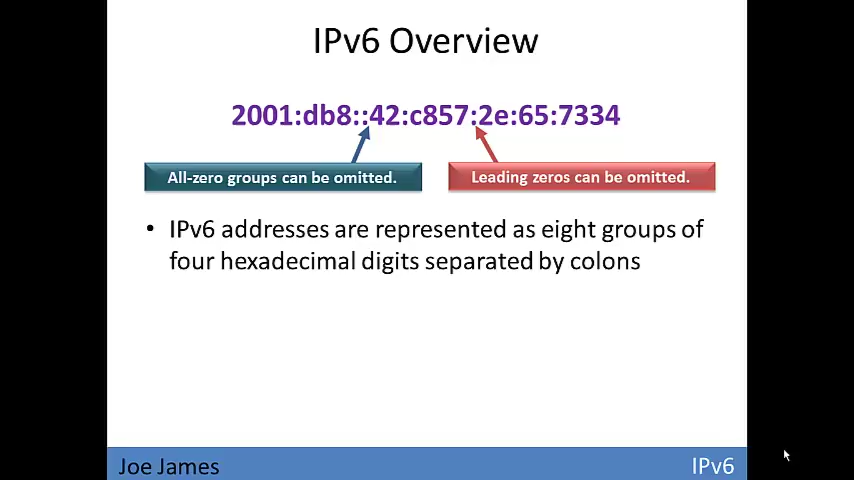 IPv6 Overview
2001:db8::42:c857:2e:65:7334
All-zero groups can be omitted.
Leading zeros can be omitted.
• IPv6 addresses are represented as eight groups of
four hexadecimal digits separated by colons
Joe James
IPv6